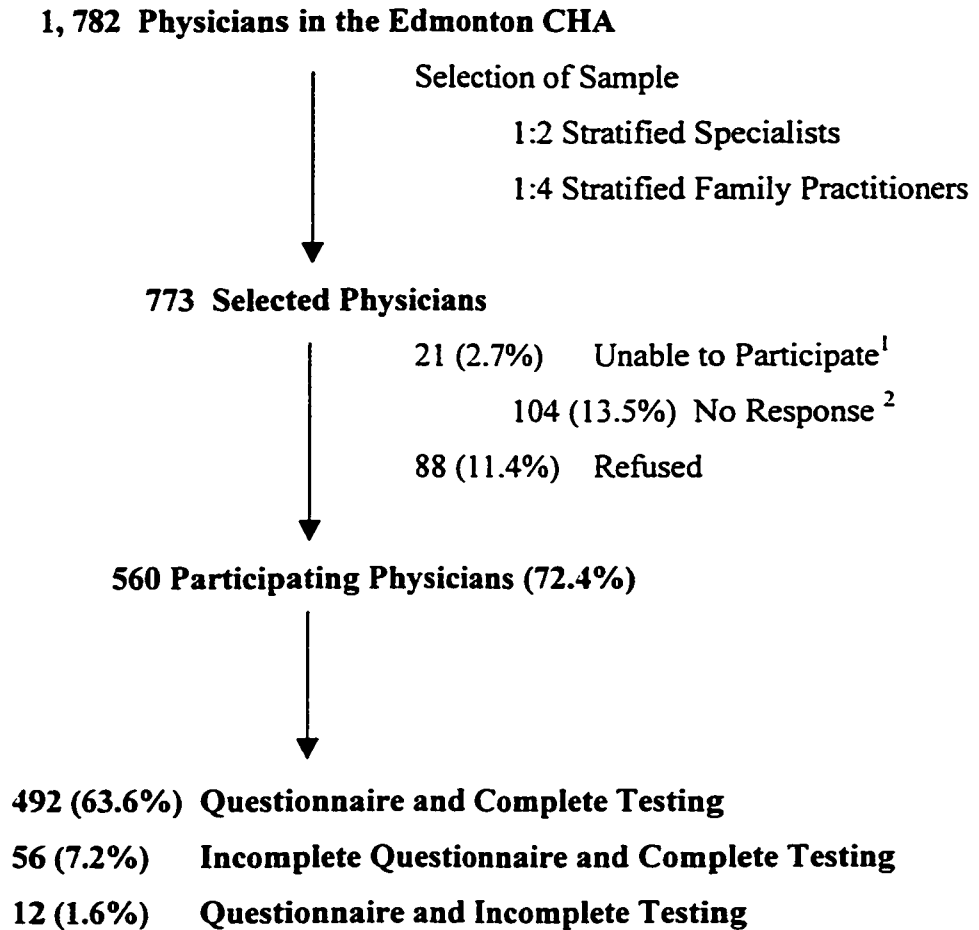 1, 782 Physicians in the Edmonton CHA
Selection of Sample
1:2 Stratified Specialists
1:4 Stratified Family Practitioners
773 Selected Physicians
21 (2.7%) Unable to Participate1
104 (13.5%) No Response 2
88 (11.4%) Refused
560 Participating Physicians (72.4%)
492 (63.6%) Questionnaire and Complete Testing
56 (7.2%) Incomplete Questionnaire and Complete Testing
12 (1.6%) Questionnaire and Incomplete Testing